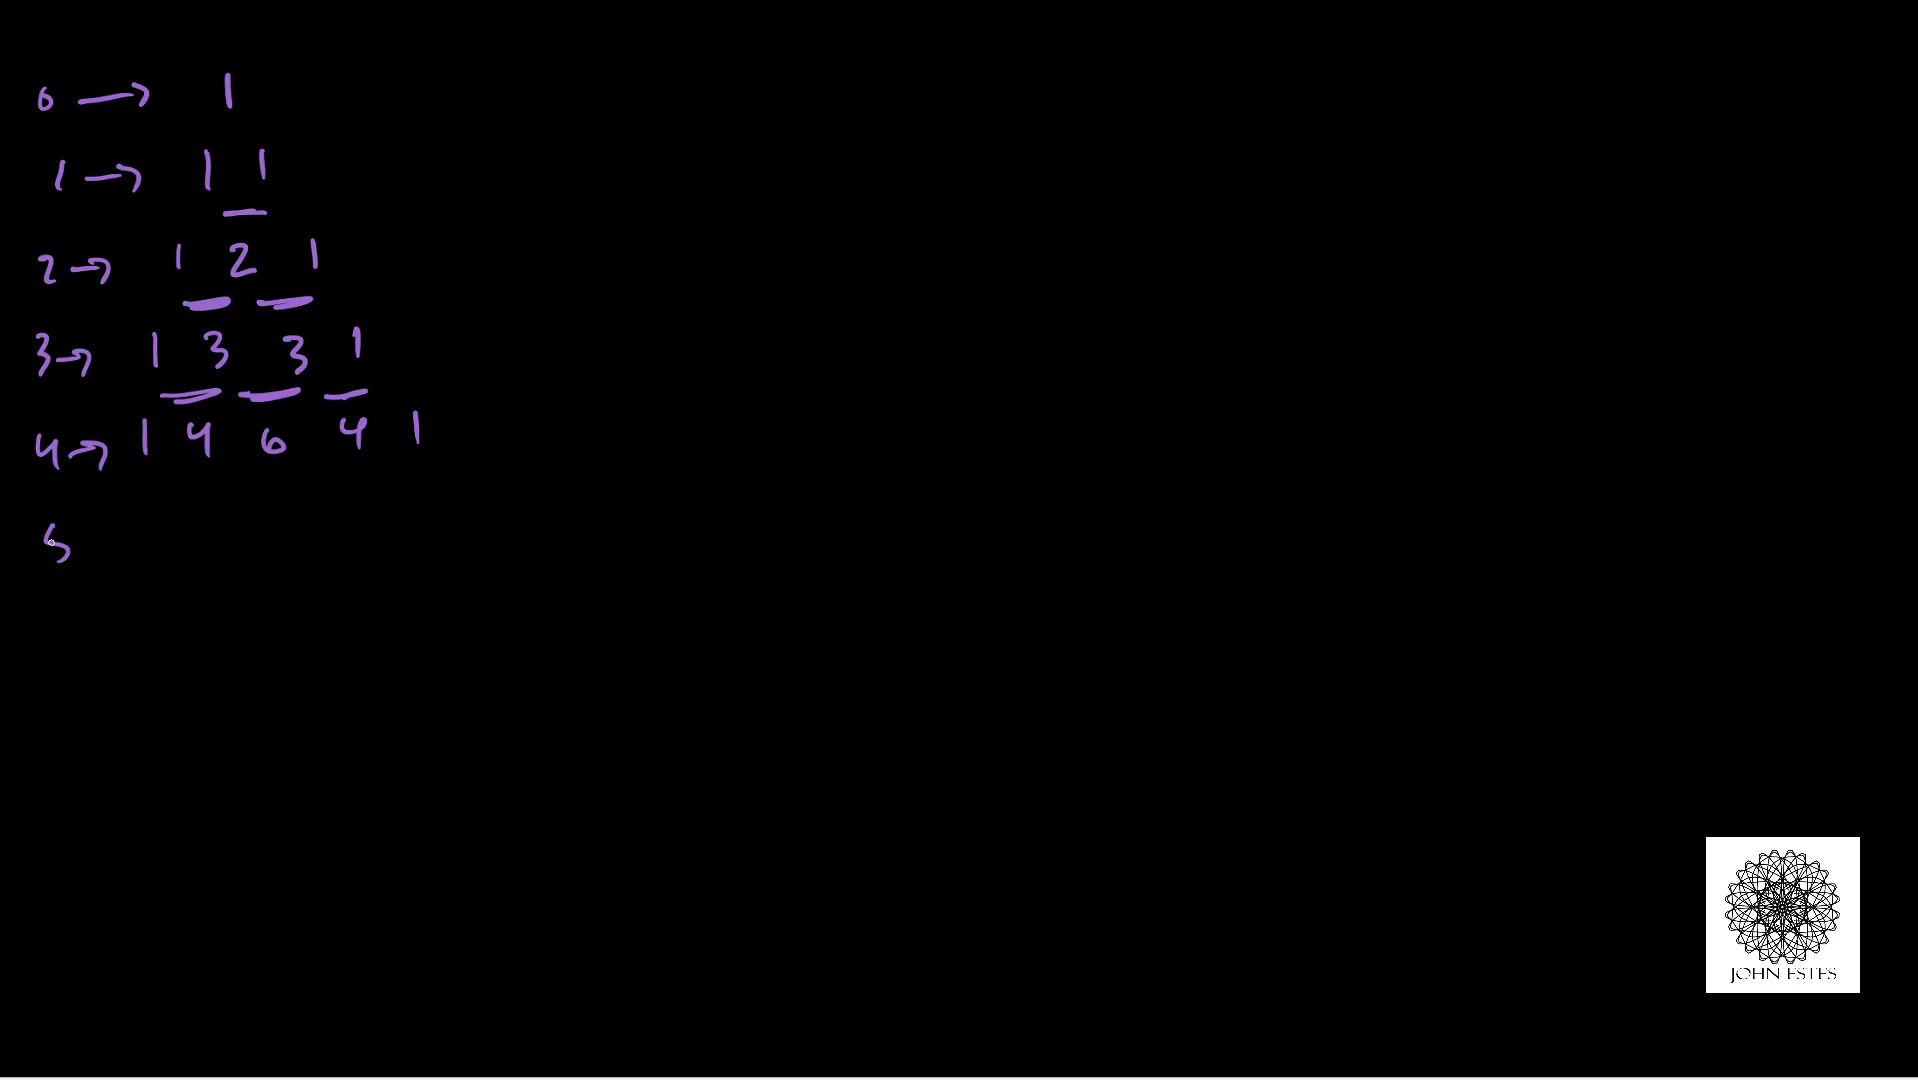 0 → 1
1 → 1 1
2 → 1 2 1
3 → 1 3 3 1
4 → 1 4 6 4 1
5
JOHN ESTES